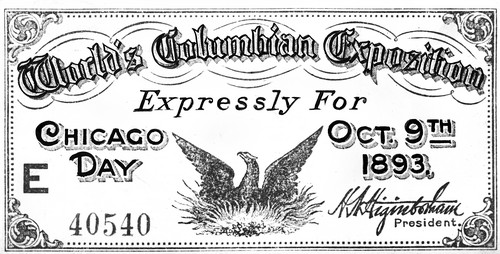 World's Columbian Exposition
Expressly For
CHICAGO DAY
OCT. 9TH 1893.
E
40540
H. N. Higinbotham
President.